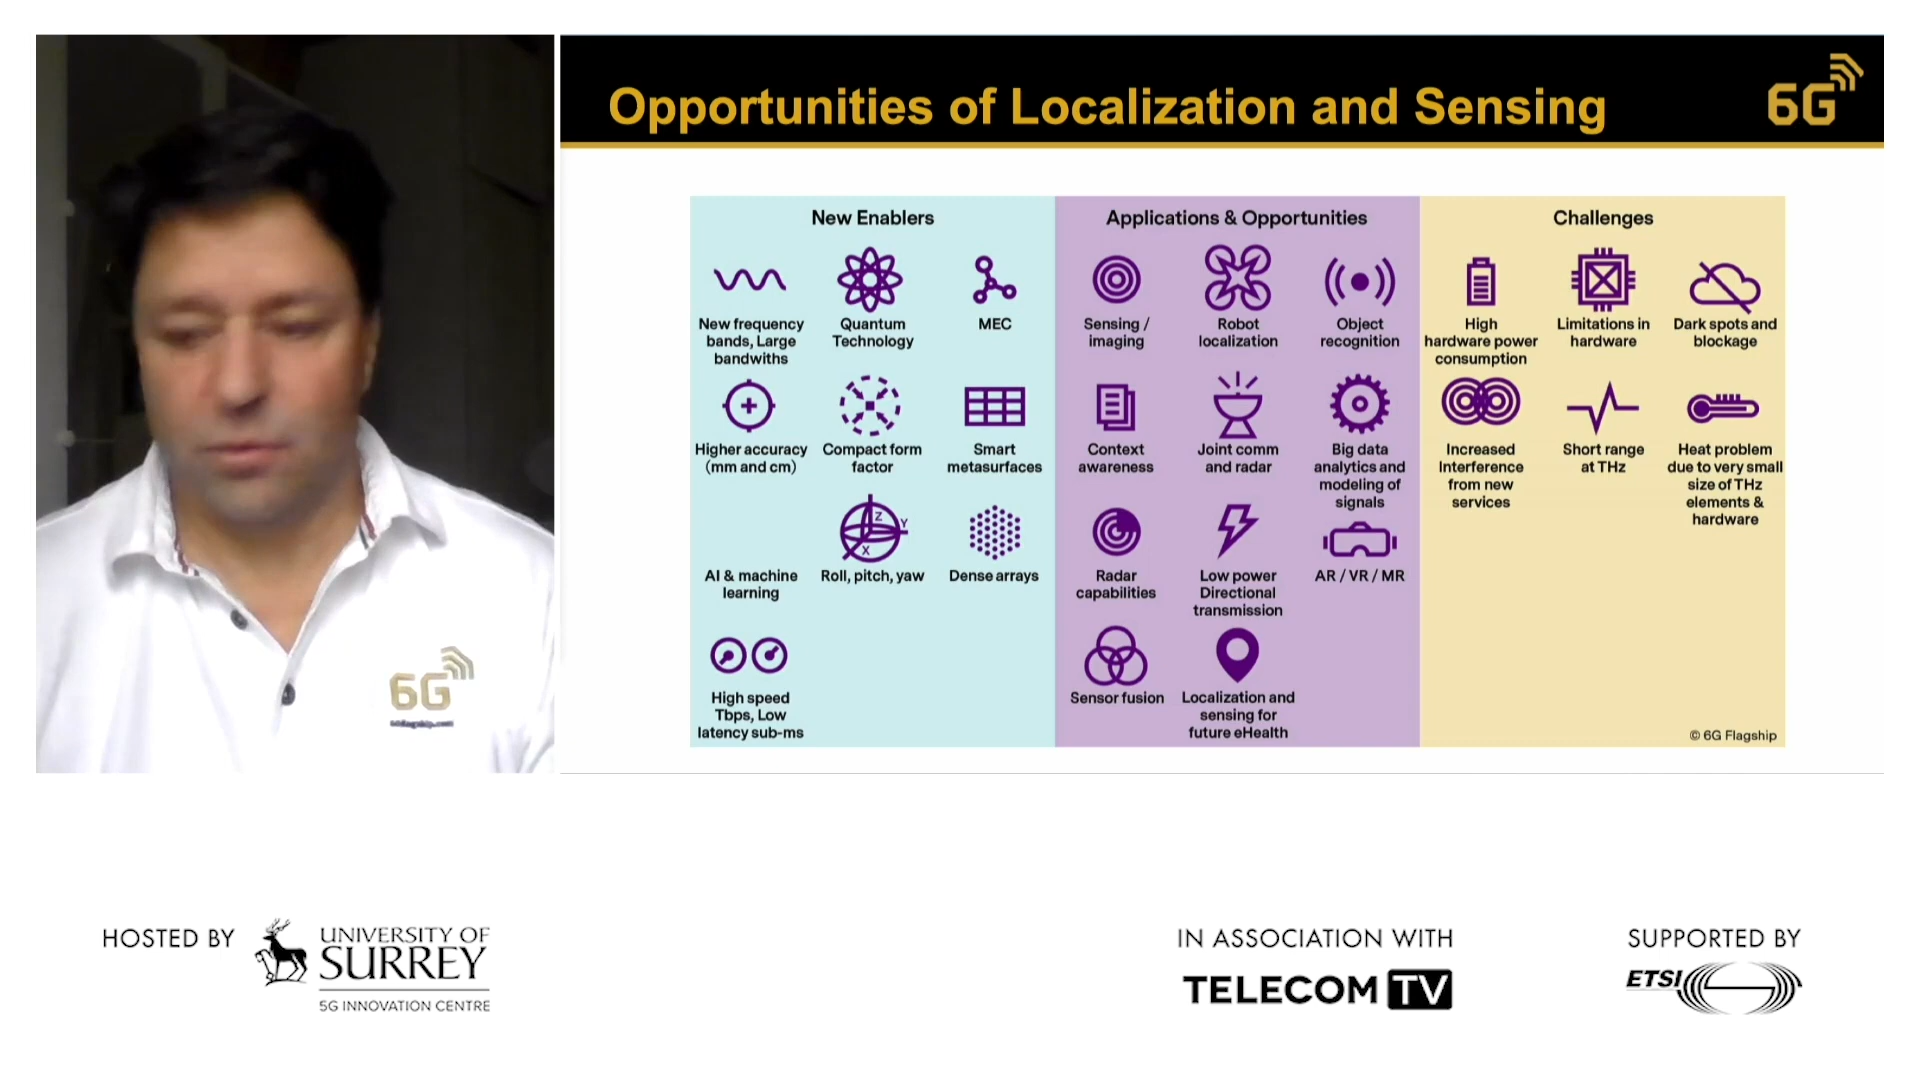 Opportunities of Localization and Sensing
6G
New Enablers
New frequency
bands, Large
bandwiths
Quantum
Technology
MEC
Higher accuracy
(mm and cm)
Compact form
factor
Smart
metasurfaces
AI & machine
learning
Z
Y
X
Roll, pitch, yaw
Dense arrays
High speed
Tbps, Low
latency sub-ms
Applications & Opportunities
Sensing /
imaging
Robot
localization
Object
recognition
Context
awareness
Joint comm
and radar
Big data
analytics and
modeling of
signals
Radar
capabilities
Low power
Directional
transmission
AR / VR / MR
Sensor fusion
Localization and
sensing for
future eHealth
Challenges
High
hardware power
consumption
Limitations in
hardware
Dark spots and
blockage
Increased
Interference
from new
services
Short range
at THz
Heat problem
due to very small
size of THz
elements &
hardware
© 6G Flagship
6G
HOSTED BY
UNIVERSITY OF
SURREY
5G INNOVATION CENTRE
IN ASSOCIATION WITH
TELECOM TV
SUPPORTED BY
ETSI